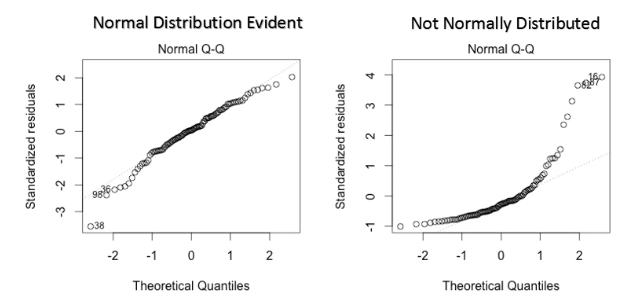 Normal Distribution Evident
Normal Q-Q
Standardized residuals
2
1
0
-1
-2
-3
36
98
38
-2 -1 0 1 2
Theoretical Quantiles
Not Normally Distributed
Normal Q-Q
Standardized residuals
4
3
2
1
0
-1
16
67
62
-2 -1 0 1 2
Theoretical Quantiles